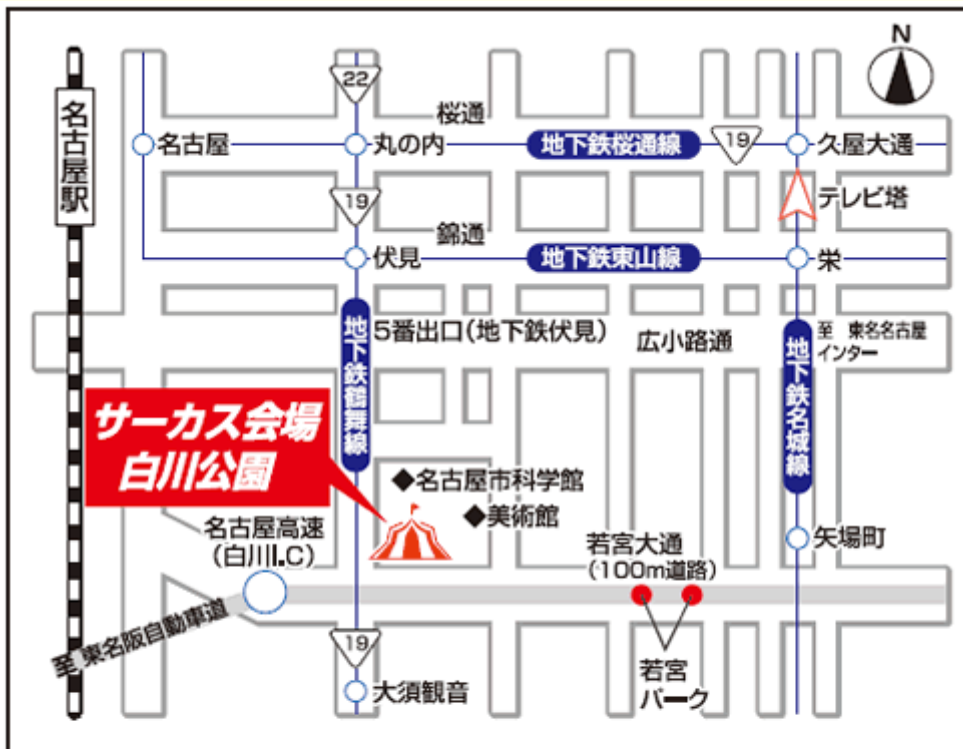 N
22
桜通
名古屋
丸の内
地下鉄桜通線
19
久屋大通
名古屋駅
19
テレビ塔
錦通
伏見
地下鉄東山線
栄
5番出口(地下鉄伏見)
広小路通
至 東名名古屋
インター
地下鉄鶴舞線
地下鉄名城線
サーカス会場
白川公園
◆名古屋市科学館
◆美術館
名古屋高速
(白川I.C)
若宮大通
(100m道路)
矢場町
至 東名阪自動車道
19
大須観音
若宮
パーク